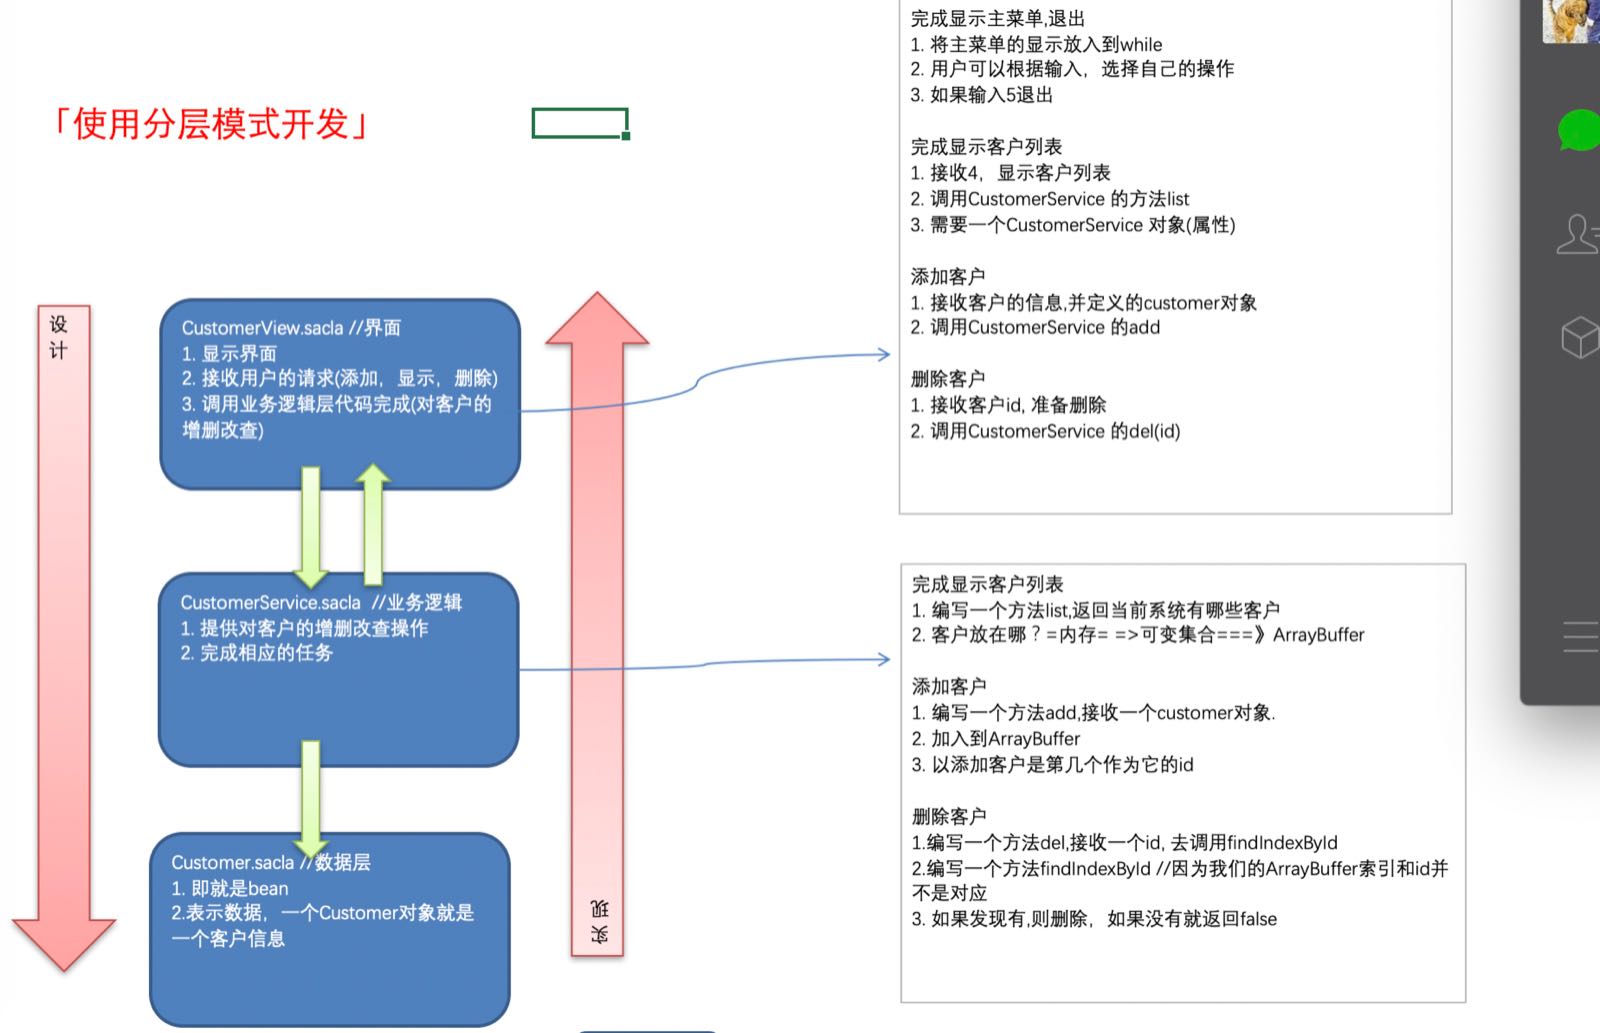 「使用分层模式开发」
设
计
CustomerView.sacla //界面
1. 显示界面
2. 接收用户的请求(添加，显示，删除)
3. 调用业务逻辑层代码完成(对客户的
增删改查)
CustomerService.sacla  //业务逻辑
1. 提供对客户的增删改查操作
2. 完成相应的任务
Customer.sacla //数据层
1. 即就是bean
2.表示数据，一个Customer对象就是
一个客户信息
实
现
完成显示主菜单,退出
1. 将主菜单的显示放入到while
2. 用户可以根据输入，选择自己的操作
3. 如果输入5退出
完成显示客户列表
1. 接收4，显示客户列表
2. 调用CustomerService 的方法list
3. 需要一个CustomerService 对象(属性)
添加客户
1. 接收客户的信息,并定义的customer对象
2. 调用CustomerService 的add
删除客户
1. 接收客户id, 准备删除
2. 调用CustomerService 的del(id)
完成显示客户列表
1. 编写一个方法list,返回当前系统有哪些客户
2. 客户放在哪？=内存= =>可变集合===》ArrayBuffer
添加客户
1. 编写一个方法add,接收一个customer对象.
2. 加入到ArrayBuffer
3. 以添加客户是第几个作为它的id
删除客户
1.编写一个方法del,接收一个id, 去调用findIndexById
2.编写一个方法findIndexById //因为我们的ArrayBuffer索引和id并
不是对应
3. 如果发现有,则删除，如果没有就返回false